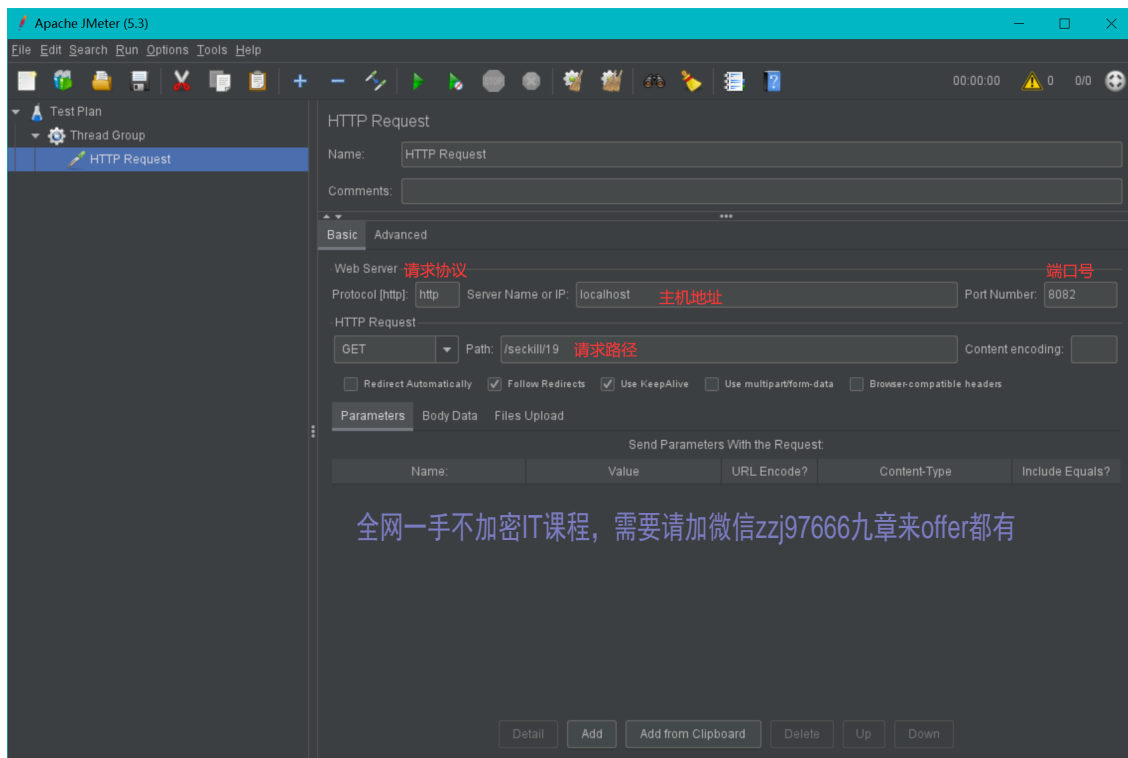 Apache JMeter (5.3)
File Edit Search Run Options Tools Help
00:00:00 0 0/0
Test Plan
Thread Group
HTTP Request
HTTP Request
Name: HTTP Request
Comments:
Basic Advanced
Web Server 请求协议 端口号
Protocol [http]: http Server Name or IP: localhost 主机地址 Port Number: 8082
HTTP Request
GET Path: /seckill/19 请求路径 Content encoding:
Redirect Automatically Follow Redirects Use KeepAlive Use multipart/form-data Browser-compatible headers
Parameters Body Data Files Upload
Send Parameters With the Request:
Name: Value URL Encode? Content-Type Include Equals?
全网一手不加密IT课程，需要请加微信zzj97666九章来offer都有
Detail Add Add from Clipboard Delete Up Down